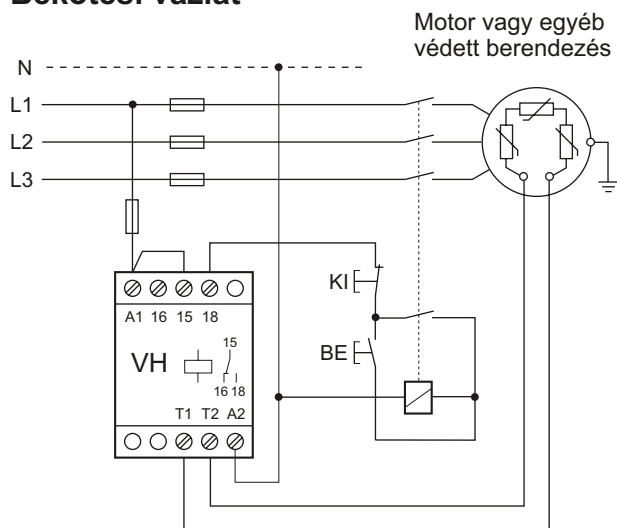 Bekötési vázlat
Motor vagy egyéb
védett berendezés
N
L1
L2
L3
KI
BE
A1 16 15 18
VH
15
16 18
T1 T2 A2